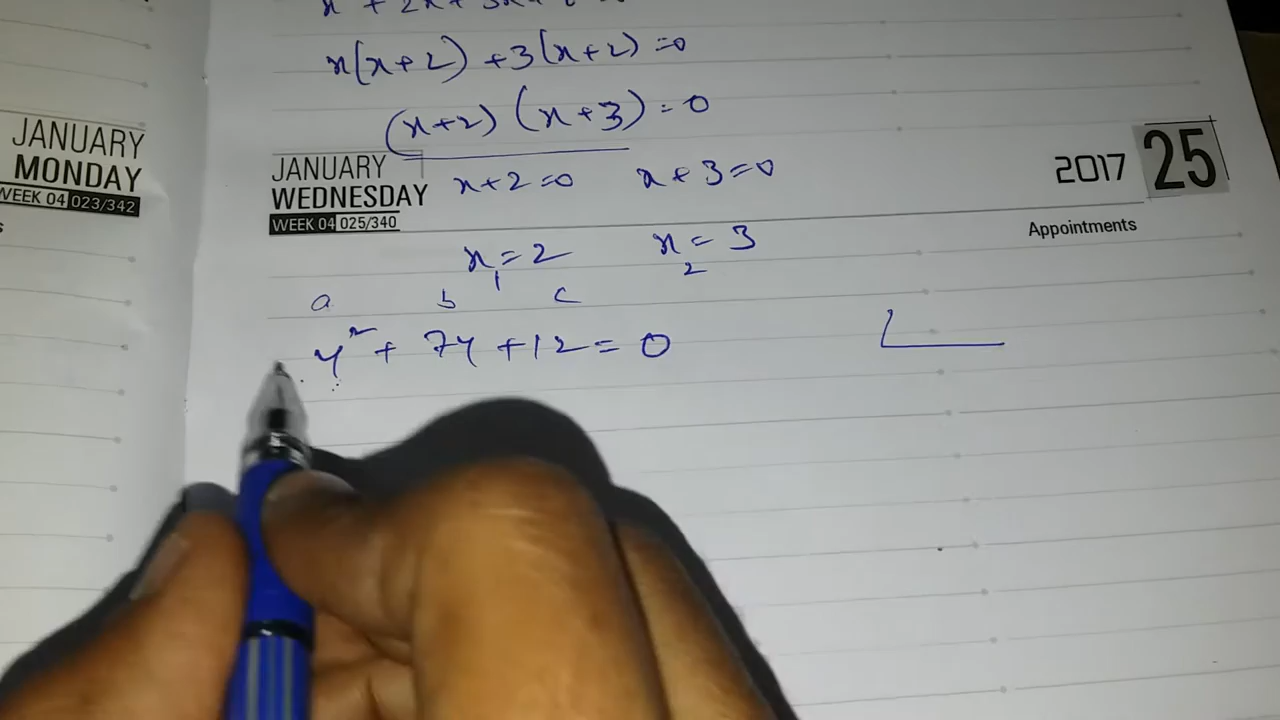 x(x+2) +3(x+2) =0
(x+2) (x+3) = 0
JANUARY
MONDAY
WEEK 04 023/342
JANUARY
WEDNESDAY
WEEK 04 025/340
x+2=0 x+3=0
2017 25
Appointments
x₁=2 x₂=3
a b c
y²+ 7y +12= 0